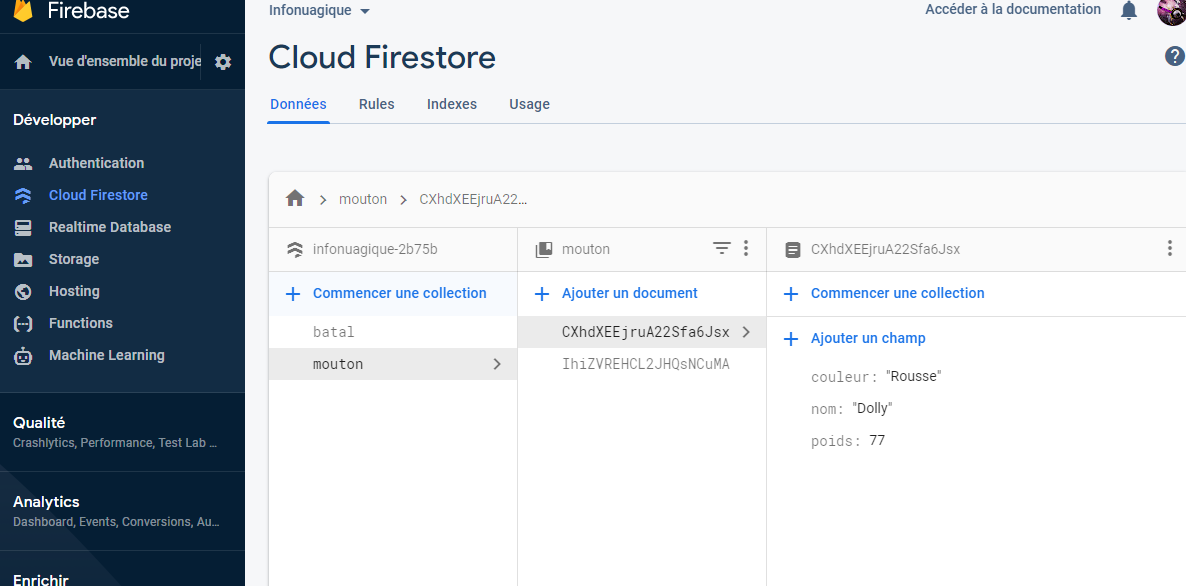 Firebase
Vue d'ensemble du proje
Développer
Authentication
Cloud Firestore
Realtime Database
Storage
Hosting
Functions
Machine Learning
Qualité
Crashlytics, Performance, Test Lab ...
Analytics
Dashboard, Events, Conversions, Au...
Enrichir
Infonuagique
Accéder à la documentation
Cloud Firestore
?
Données Rules Indexes Usage
mouton > CXhdXEEjruA22...
infonuagique-2b75b
+ Commencer une collection
batal
mouton
mouton
+ Ajouter un document
CXhdXEEjruA22Sfa6Jsx
IhiZVREHCL2JHQsNCuMA
CXhdXEEjruA22Sfa6Jsx
+ Commencer une collection
+ Ajouter un champ
couleur: "Rousse"
nom: "Dolly"
poids: 77